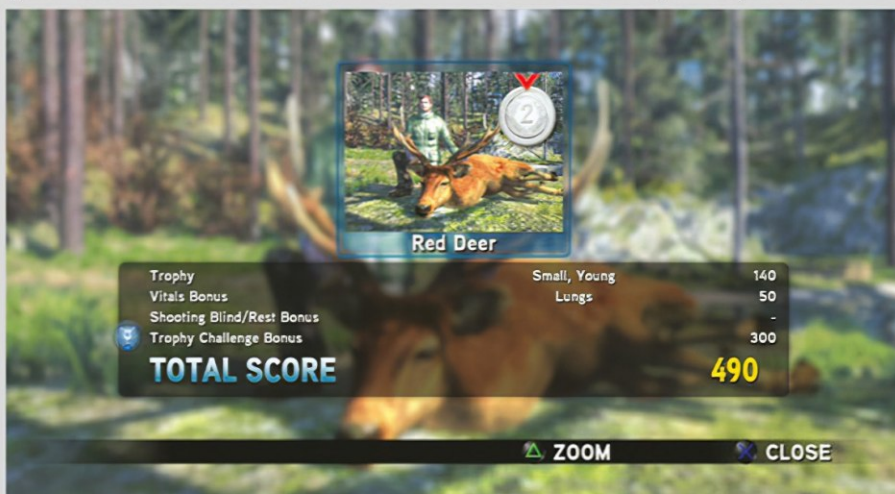 2
Red Deer
Trophy Small, Young 140
Vitals Bonus Lungs 50
Shooting Blind/Rest Bonus -
Trophy Challenge Bonus 300
TOTAL SCORE 490
ZOOM CLOSE